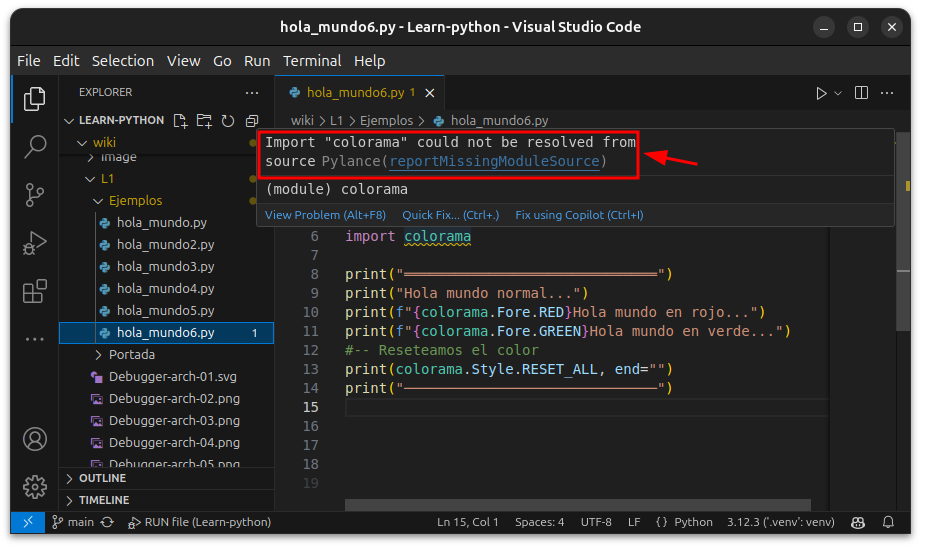 hola_mundo6.py - Learn-python - Visual Studio Code
File Edit Selection View Go Run Terminal Help
EXPLORER
LEARN-PYTHON
wiki
image
L1
Ejemplos
hola_mundo.py
hola_mundo2.py
hola_mundo3.py
hola_mundo4.py
hola_mundo5.py
hola_mundo6.py 1
Portada
Debugger-arch-01.svg
Debugger-arch-02.png
Debugger-arch-03.png
Debugger-arch-04.png
Debugger-arch-05.png
OUTLINE
TIMELINE
hola_mundo6.py 1
wiki > L1 > Ejemplos > hola_mundo6.py
Import "colorama" could not be resolved from
source Pylance(reportMissingModuleSource)
(module) colorama
View Problem (Alt+F8) Quick Fix... (Ctrl+.) Fix using Copilot (Ctrl+I)
6 import colorama
7
8 print("──────────────────────────────")
9 print("Hola mundo normal...")
10 print(f"{colorama.Fore.RED}Hola mundo en rojo...")
11 print(f"{colorama.Fore.GREEN}Hola mundo en verde...")
12 #-- Reseteamos el color
13 print(colorama.Style.RESET_ALL, end="")
14 print("──────────────────────────────")
15
16
17
18
19
main RUN file (Learn-python) Ln 15, Col 1 Spaces: 4 UTF-8 LF {} Python 3.12.3 ('.venv': venv)